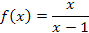 f(x) = x / (x − 1)